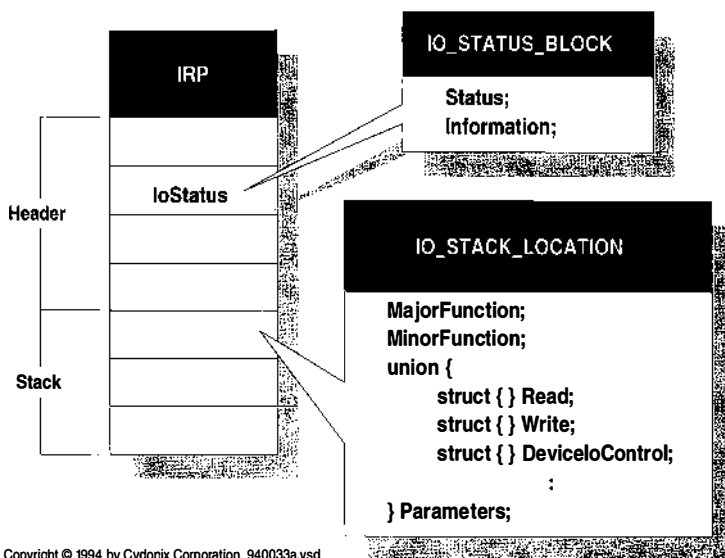 IRP
Header
IoStatus
Stack
IO_STATUS_BLOCK
Status;
Information;
IO_STACK_LOCATION
MajorFunction;
MinorFunction;
union {
struct { } Read;
struct { } Write;
struct { } DeviceIoControl;
:
} Parameters;
Copyright © 1994 by Cydonix Corporation. 940033a.vsd